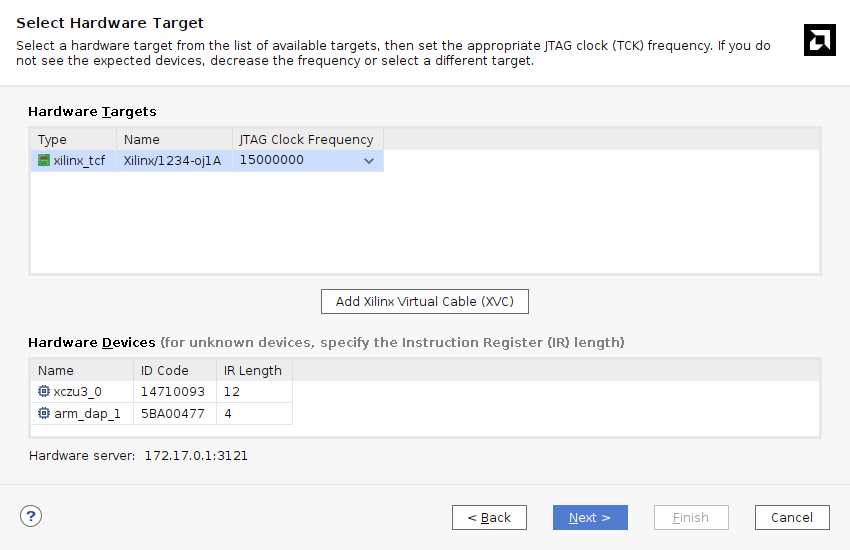 Select Hardware Target
Select a hardware target from the list of available targets, then set the appropriate JTAG clock (TCK) frequency. If you do
not see the expected devices, decrease the frequency or select a different target.
Hardware Targets
Type Name JTAG Clock Frequency
xilinx_tcf Xilinx/1234-oj1A 15000000
Add Xilinx Virtual Cable (XVC)
Hardware Devices (for unknown devices, specify the Instruction Register (IR) length)
Name ID Code IR Length
xczu3_0 14710093 12
arm_dap_1 5BA00477 4
Hardware server: 172.17.0.1:3121
? < Back Next > Finish Cancel